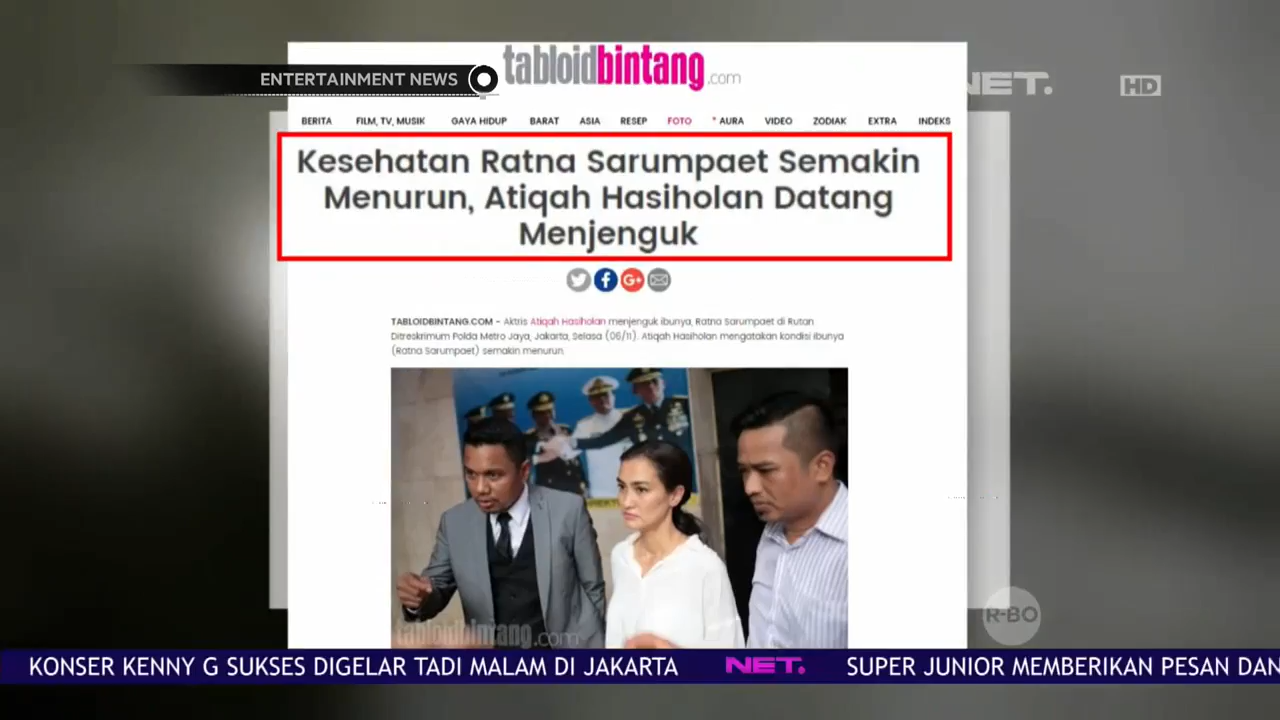 ENTERTAINMENT NEWS
tabloidbintang.com
NET.
HD
BERITA FILM, TV, MUSIK GAYA HIDUP BARAT ASIA RESEP FOTO * AURA VIDEO ZODIAK EXTRA INDEKS
Kesehatan Ratna Sarumpaet Semakin
Menurun, Atiqah Hasiholan Datang
Menjenguk
G+
TABLOIDBINTANG.COM - Aktris Atiqah Hasiholan menjenguk ibunya, Ratna Sarumpaet di Rutan
Ditreskrimum Polda Metro Jaya, Jakarta, Selasa (06/11). Atiqah Hasiholan mengatakan kondisi ibunya
(Ratna Sarumpaet) semakin menurun.
tabloidbintang.com
R-BO
KONSER KENNY G SUKSES DIGELAR TADI MALAM DI JAKARTA NET. SUPER JUNIOR MEMBERIKAN PESAN DAN